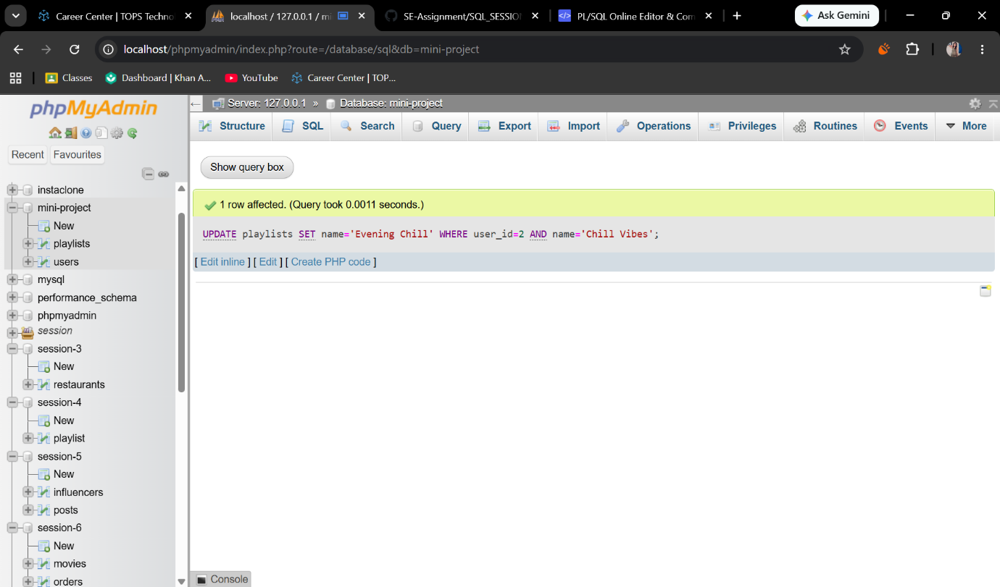 Career Center | TOPS Techno
localhost / 127.0.0.1 / mi
SE-Assignment/SQL_SESSION
PL/SQL Online Editor & Com
Ask Gemini
localhost/phpmyadmin/index.php?route=/database/sql&db=mini-project
Classes
Dashboard | Khan A...
YouTube
Career Center | TOP...
phpMyAdmin
Server: 127.0.0.1 » Database: mini-project
Structure
SQL
Search
Query
Export
Import
Operations
Privileges
Routines
Events
More
Recent
Favourites
Show query box
1 row affected. (Query took 0.0011 seconds.)
UPDATE playlists SET name='Evening Chill' WHERE user_id=2 AND name='Chill Vibes';
[ Edit inline ] [ Edit ] [ Create PHP code ]
instaclone
mini-project
New
playlists
users
mysql
performance_schema
phpmyadmin
session
session-3
New
restaurants
session-4
New
playlist
session-5
New
influencers
posts
session-6
New
movies
orders
Console